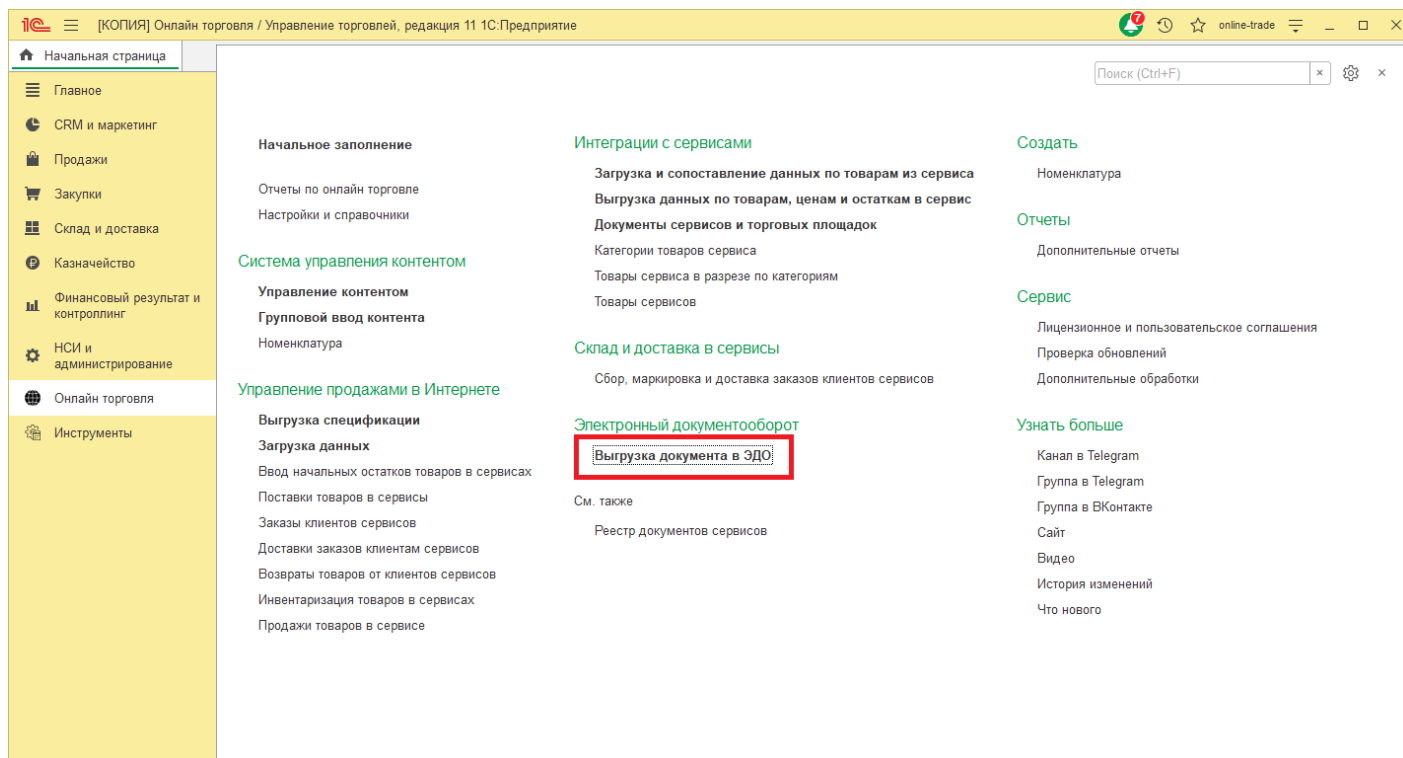 1С [КОПИЯ] Онлайн торговля / Управление торговлей, редакция 11 1С:Предприятие 7 online-trade
Начальная страница
Поиск (Ctrl+F)
Главное
CRM и маркетинг
Продажи
Закупки
Склад и доставка
Казначейство
Финансовый результат и
контроллинг
НСИ и
администрирование
Онлайн торговля
Инструменты
Начальное заполнение
Отчеты по онлайн торговле
Настройки и справочники
Система управления контентом
Управление контентом
Групповой ввод контента
Номенклатура
Управление продажами в Интернете
Выгрузка спецификации
Загрузка данных
Ввод начальных остатков товаров в сервисах
Поставки товаров в сервисы
Заказы клиентов сервисов
Доставки заказов клиентам сервисов
Возвраты товаров от клиентов сервисов
Инвентаризация товаров в сервисах
Продажи товаров в сервисе
Интеграции с сервисами
Загрузка и сопоставление данных по товарам из сервиса
Выгрузка данных по товарам, ценам и остаткам в сервис
Документы сервисов и торговых площадок
Категории товаров сервиса
Товары сервиса в разрезе по категориям
Товары сервисов
Склад и доставка в сервисы
Сбор, маркировка и доставка заказов клиентов сервисов
Электронный документооборот
Выгрузка документа в ЭДО
См. также
Реестр документов сервисов
Создать
Номенклатура
Отчеты
Дополнительные отчеты
Сервис
Лицензионное и пользовательское соглашения
Проверка обновлений
Дополнительные обработки
Узнать больше
Канал в Telegram
Группа в Telegram
Группа в ВКонтакте
Сайт
Видео
История изменений
Что нового